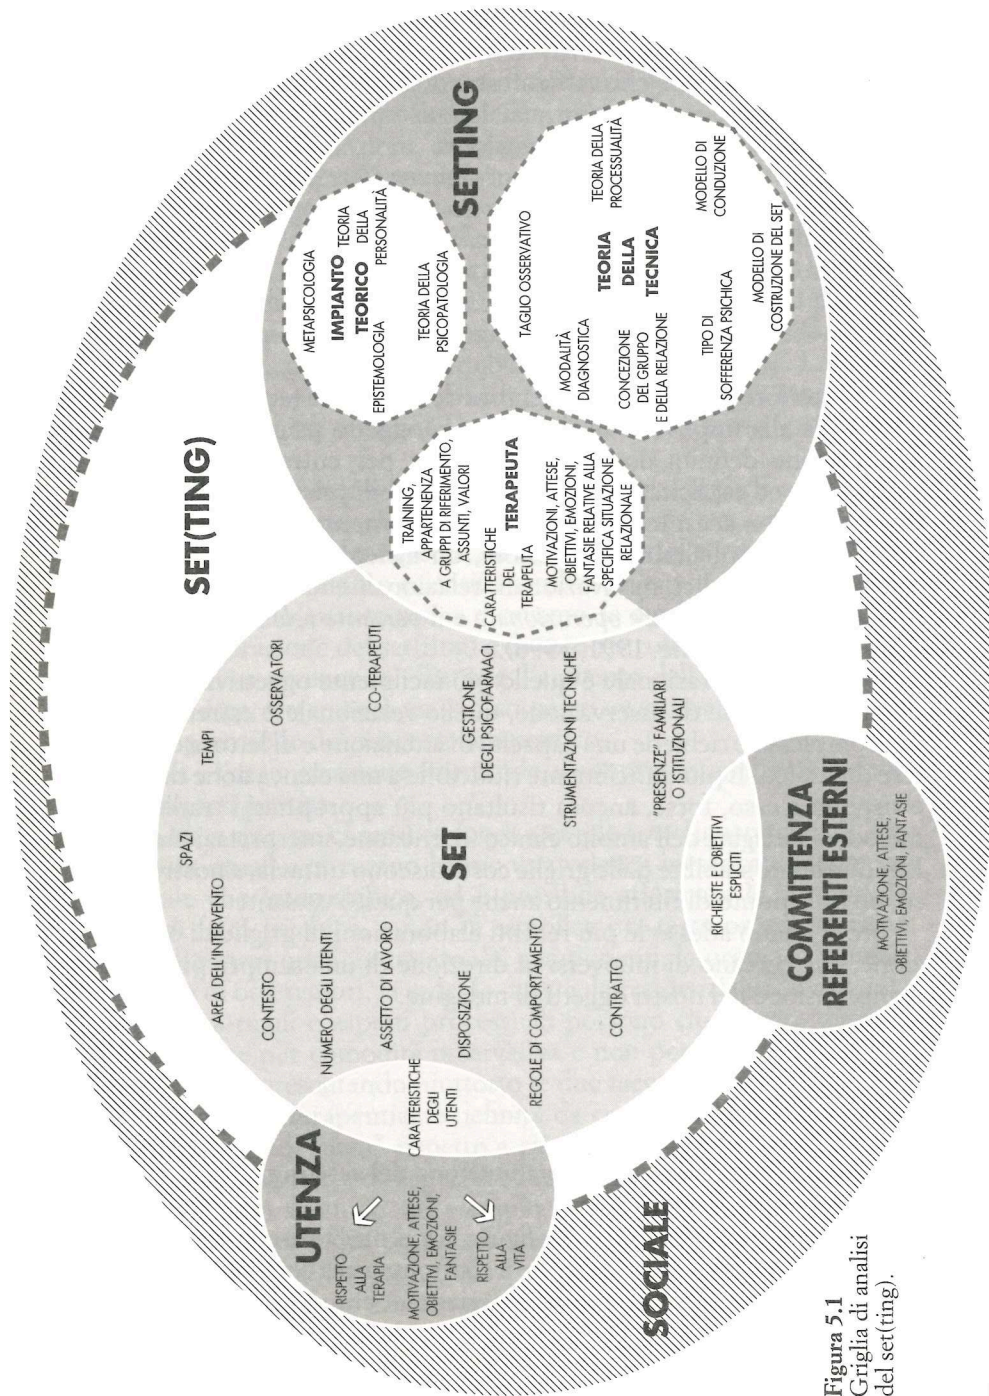 SOCIALE
SET(TING)
UTENZA
RISPETTO
ALLA
TERAPIA
MOTIVAZIONE, ATTESE,
OBIETTIVI, EMOZIONI,
FANTASIE
RISPETTO
ALLA
VITA
CARATTERISTICHE
DEGLI
UTENTI
SET
AREA DELL'INTERVENTO
SPAZI
TEMPI
OSSERVATORI
CONTESTO
NUMERO DEGLI UTENTI
CO-TERAPEUTI
ASSETTO DI LAVORO
DISPOSIZIONE
GESTIONE
DEGLI PSICOFARMACI
REGOLE DI COMPORTAMENTO
STRUMENTAZIONI TECNICHE
CONTRATTO
"PRESENZE" FAMILIARI
O ISTITUZIONALI
RICHIESTE E OBIETTIVI
ESPLICITI
COMMITTENZA
REFERENTI ESTERNI
MOTIVAZIONE, ATTESE,
OBIETTIVI, EMOZIONI, FANTASIE
SETTING
TRAINING,
APPARTENENZA
A GRUPPI DI RIFERIMENTO,
ASSUNTI, VALORI
CARATTERISTICHE
DEL
TERAPEUTA
TERAPEUTA
MOTIVAZIONI, ATTESE,
OBIETTIVI, EMOZIONI,
FANTASIE RELATIVE ALLA
SPECIFICA SITUAZIONE
RELAZIONALE
METAPSICOLOGIA
IMPIANTO
TEORICO
TEORIA
DELLA
PERSONALITÀ
EPISTEMOLOGIA
TEORIA DELLA
PSICOPATOLOGIA
TAGLIO OSSERVATIVO
TEORIA DELLA
PROCESSUALITÀ
MODALITÀ
DIAGNOSTICA
TEORIA
DELLA
TECNICA
CONCEZIONE
DEL GRUPPO
E DELLA RELAZIONE
MODELLO DI
CONDUZIONE
TIPO DI
SOFFERENZA PSICHICA
MODELLO DI
COSTRUZIONE DEL SET
Figura 5.1
Griglia di analisi
del set(ting).